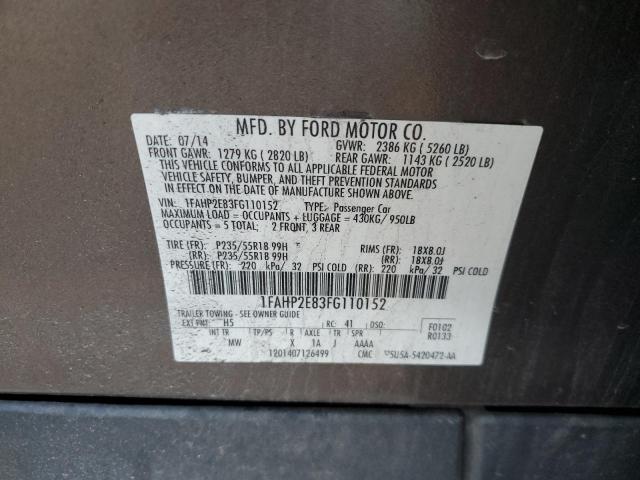 MFD. BY FORD MOTOR CO.
DATE: 07/14 GVWR: 2386 KG ( 5260 LB)
FRONT GAWR: 1279 KG ( 2820 LB) REAR GAWR: 1143 KG ( 2520 LB)
THIS VEHICLE CONFORMS TO ALL APPLICABLE FEDERAL MOTOR
VEHICLE SAFETY, BUMPER, AND THEFT PREVENTION STANDARDS
IN EFFECT ON THE DATE OF MANUFACTURE SHOWN ABOVE.
VIN: 1FAHP2E83FG110152 TYPE: Passenger Car
MAXIMUM LOAD = OCCUPANTS + LUGGAGE = 430KG/ 950LB
OCCUPANTS = 5 TOTAL; 2 FRONT, 3 REAR
TIRE (FR): P235/55R18 99H RIMS (FR): 18X8.0J
(RR): P235/55R18 99H (RR): 18X8.0J
PRESSURE (FR): 220 kPa/ 32 PSI COLD (RR): 220 kPa/ 32 PSI COLD
1FAHP2E83FG110152
TRAILER TOWING - SEE OWNER GUIDE
EXT PNT: H5 RC: 41 DSO: F0102
INT TR TP/PS R AXLE TR SPR R0133
MW X 1A J AAAA
1201407126499 CMC